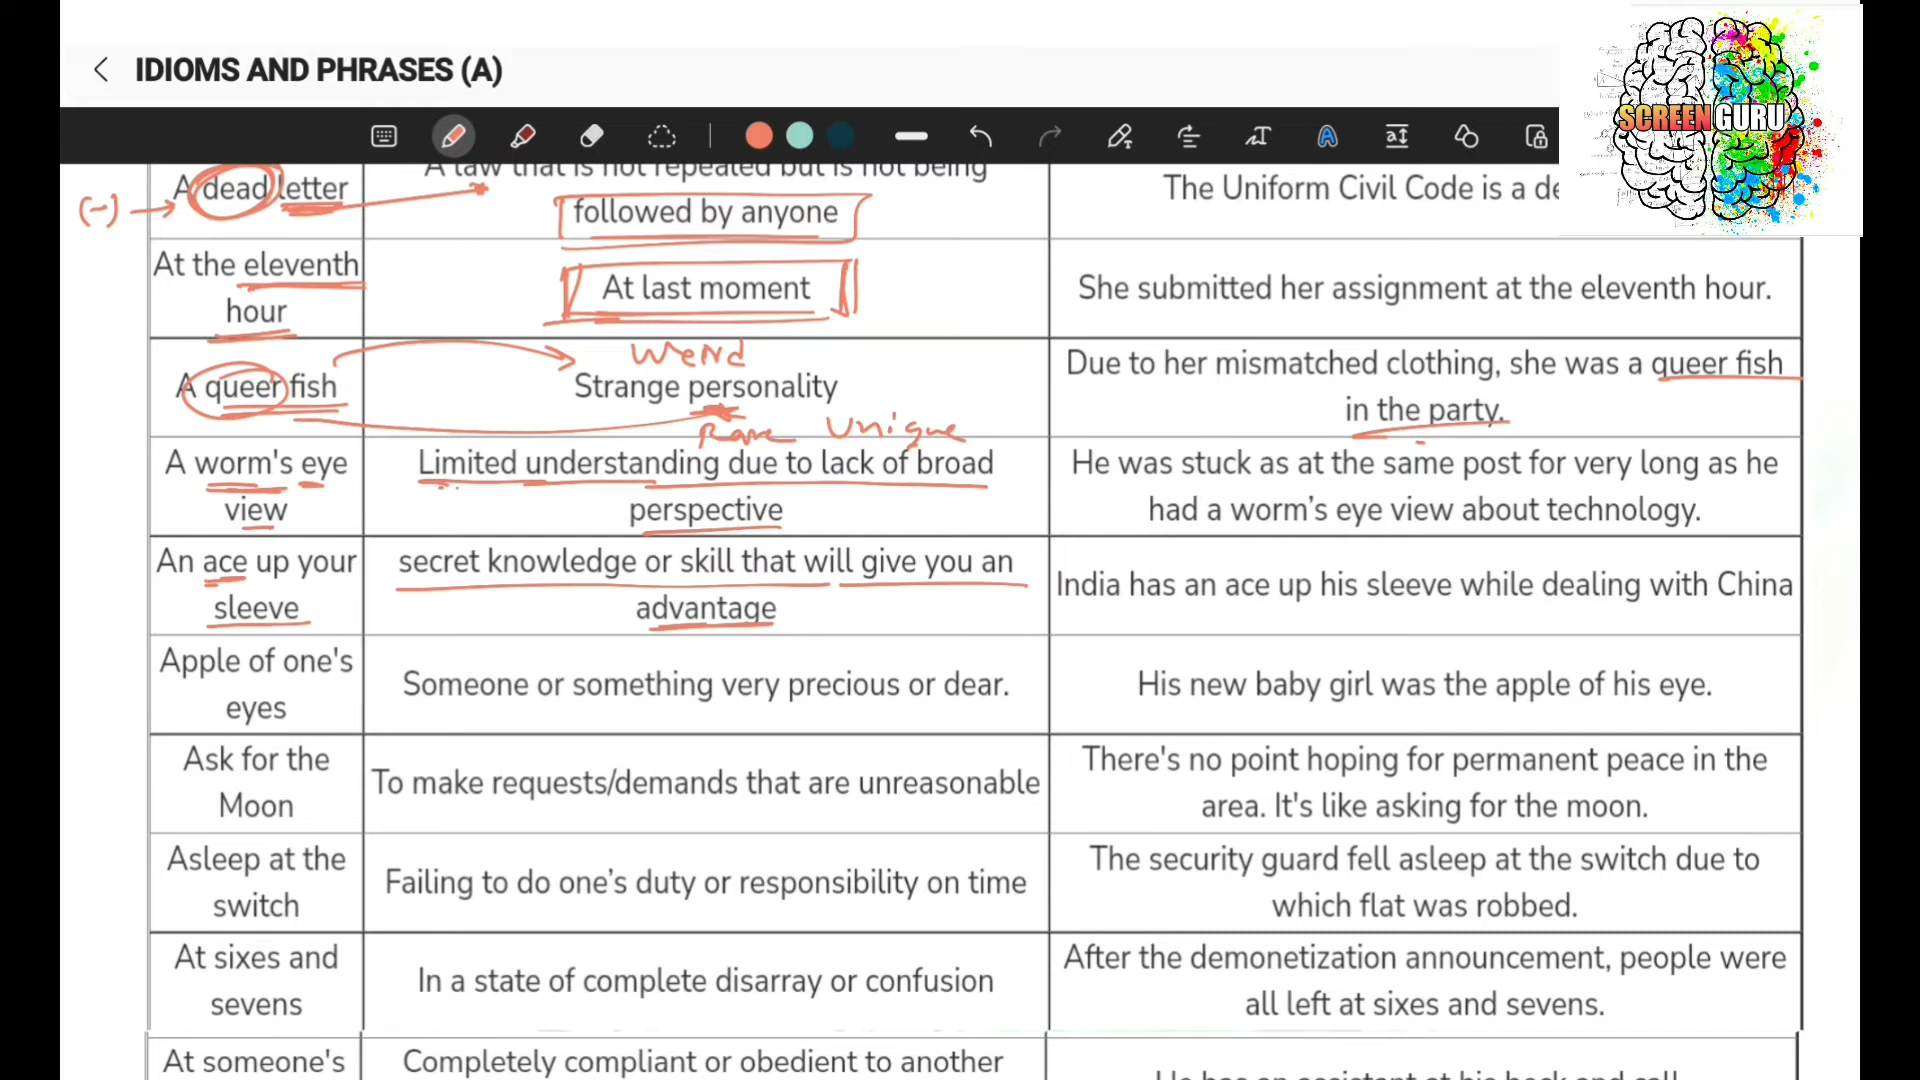 IDIOMS AND PHRASES (A)
SCREEN GURU
A dead letter
A law that is not repealed but is not being
followed by anyone
The Uniform Civil Code is a de
(-)
At the eleventh
hour
At last moment
She submitted her assignment at the eleventh hour.
A queer fish
Weird
Strange personality
Rare Unique
Due to her mismatched clothing, she was a queer fish
in the party.
A worm's eye
view
Limited understanding due to lack of broad
perspective
He was stuck as at the same post for very long as he
had a worm's eye view about technology.
An ace up your
sleeve
secret knowledge or skill that will give you an
advantage
India has an ace up his sleeve while dealing with China
Apple of one's
eyes
Someone or something very precious or dear.
His new baby girl was the apple of his eye.
Ask for the
Moon
To make requests/demands that are unreasonable
There's no point hoping for permanent peace in the
area. It's like asking for the moon.
Asleep at the
switch
Failing to do one's duty or responsibility on time
The security guard fell asleep at the switch due to
which flat was robbed.
At sixes and
sevens
In a state of complete disarray or confusion
After the demonetization announcement, people were
all left at sixes and sevens.
At someone's
Completely compliant or obedient to another
He has an assistant at his beck and call